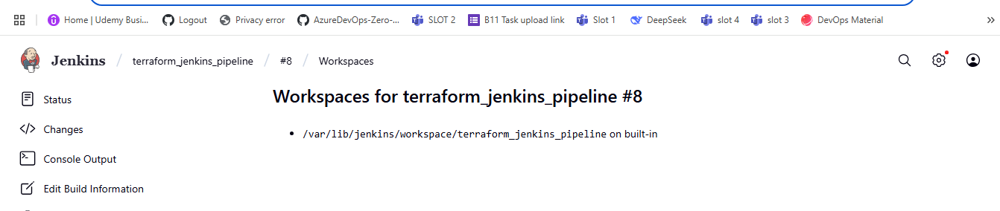 Home | Udemy Busi... Logout Privacy error AzureDevOps-Zero-... SLOT 2 B11 Task upload link Slot 1 DeepSeek slot 4 slot 3 DevOps Material »
Jenkins / terraform_jenkins_pipeline / #8 / Workspaces
Workspaces for terraform_jenkins_pipeline #8
• /var/lib/jenkins/workspace/terraform_jenkins_pipeline on built-in
Status
Changes
Console Output
Edit Build Information